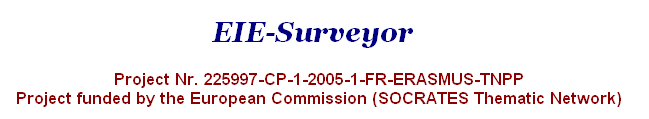 EIE-Surveyor
Project Nr. 225997-CP-1-2005-1-FR-ERASMUS-TNPP
Project funded by the European Commission (SOCRATES Thematic Network)